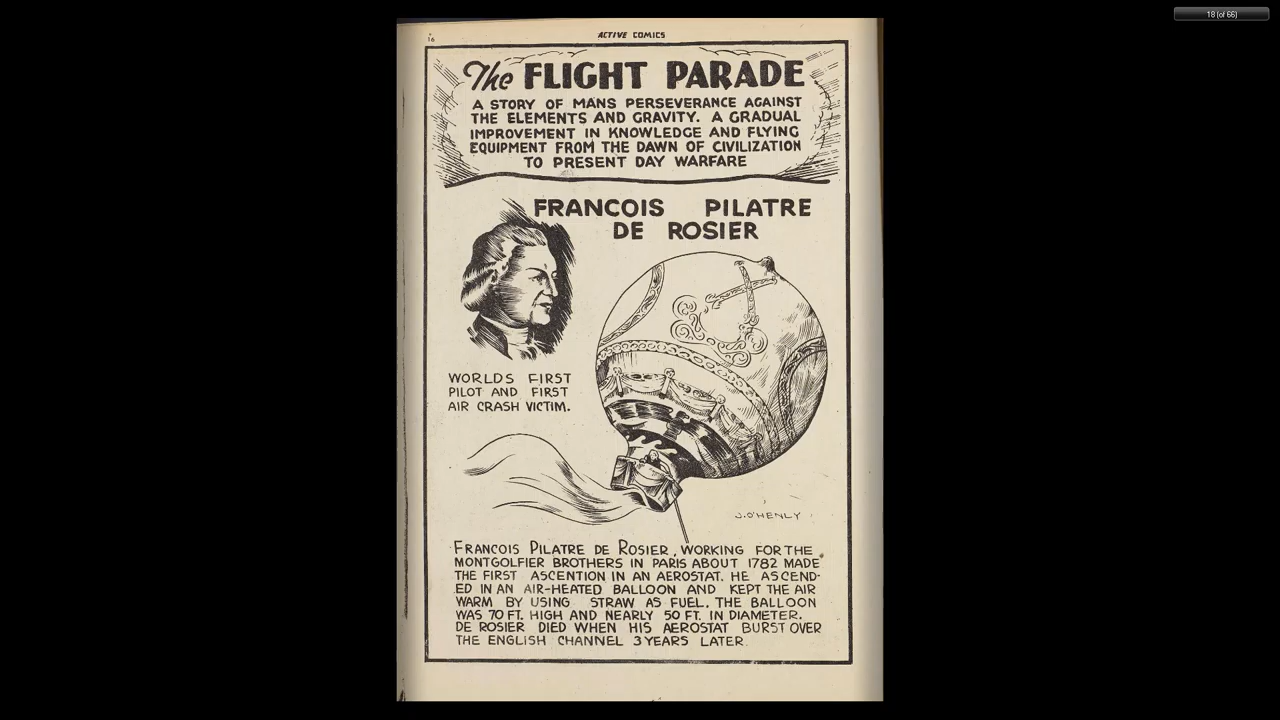 18 (of 66)
16
ACTIVE COMICS
The FLIGHT PARADE
A STORY OF MANS PERSEVERANCE AGAINST
THE ELEMENTS AND GRAVITY. A GRADUAL
IMPROVEMENT IN KNOWLEDGE AND FLYING
EQUIPMENT FROM THE DAWN OF CIVILIZATION
TO PRESENT DAY WARFARE
FRANCOIS PILATRE
DE ROSIER
WORLDS FIRST
PILOT AND FIRST
AIR CRASH VICTIM.
J. O'HENLY
FRANCOIS PILATRE DE ROSIER, WORKING FOR THE
MONTGOLFIER BROTHERS IN PARIS ABOUT 1782 MADE
THE FIRST ASCENTION IN AN AEROSTAT. HE ASCEND-
ED IN AN AIR-HEATED BALLOON AND KEPT THE AIR
WARM BY USING STRAW AS FUEL. THE BALLOON
WAS 70 FT. HIGH AND NEARLY 50 FT. IN DIAMETER.
DE ROSIER DIED WHEN HIS AEROSTAT BURST OVER
THE ENGLISH CHANNEL 3 YEARS LATER